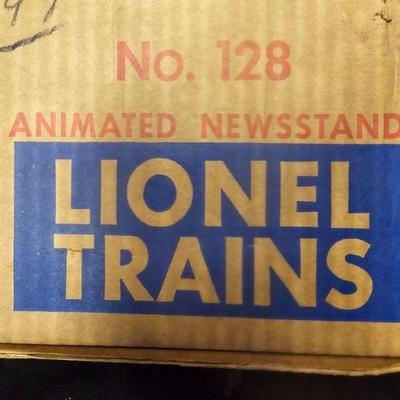 No. 128
ANIMATED NEWSSTAND
LIONEL
TRAINS